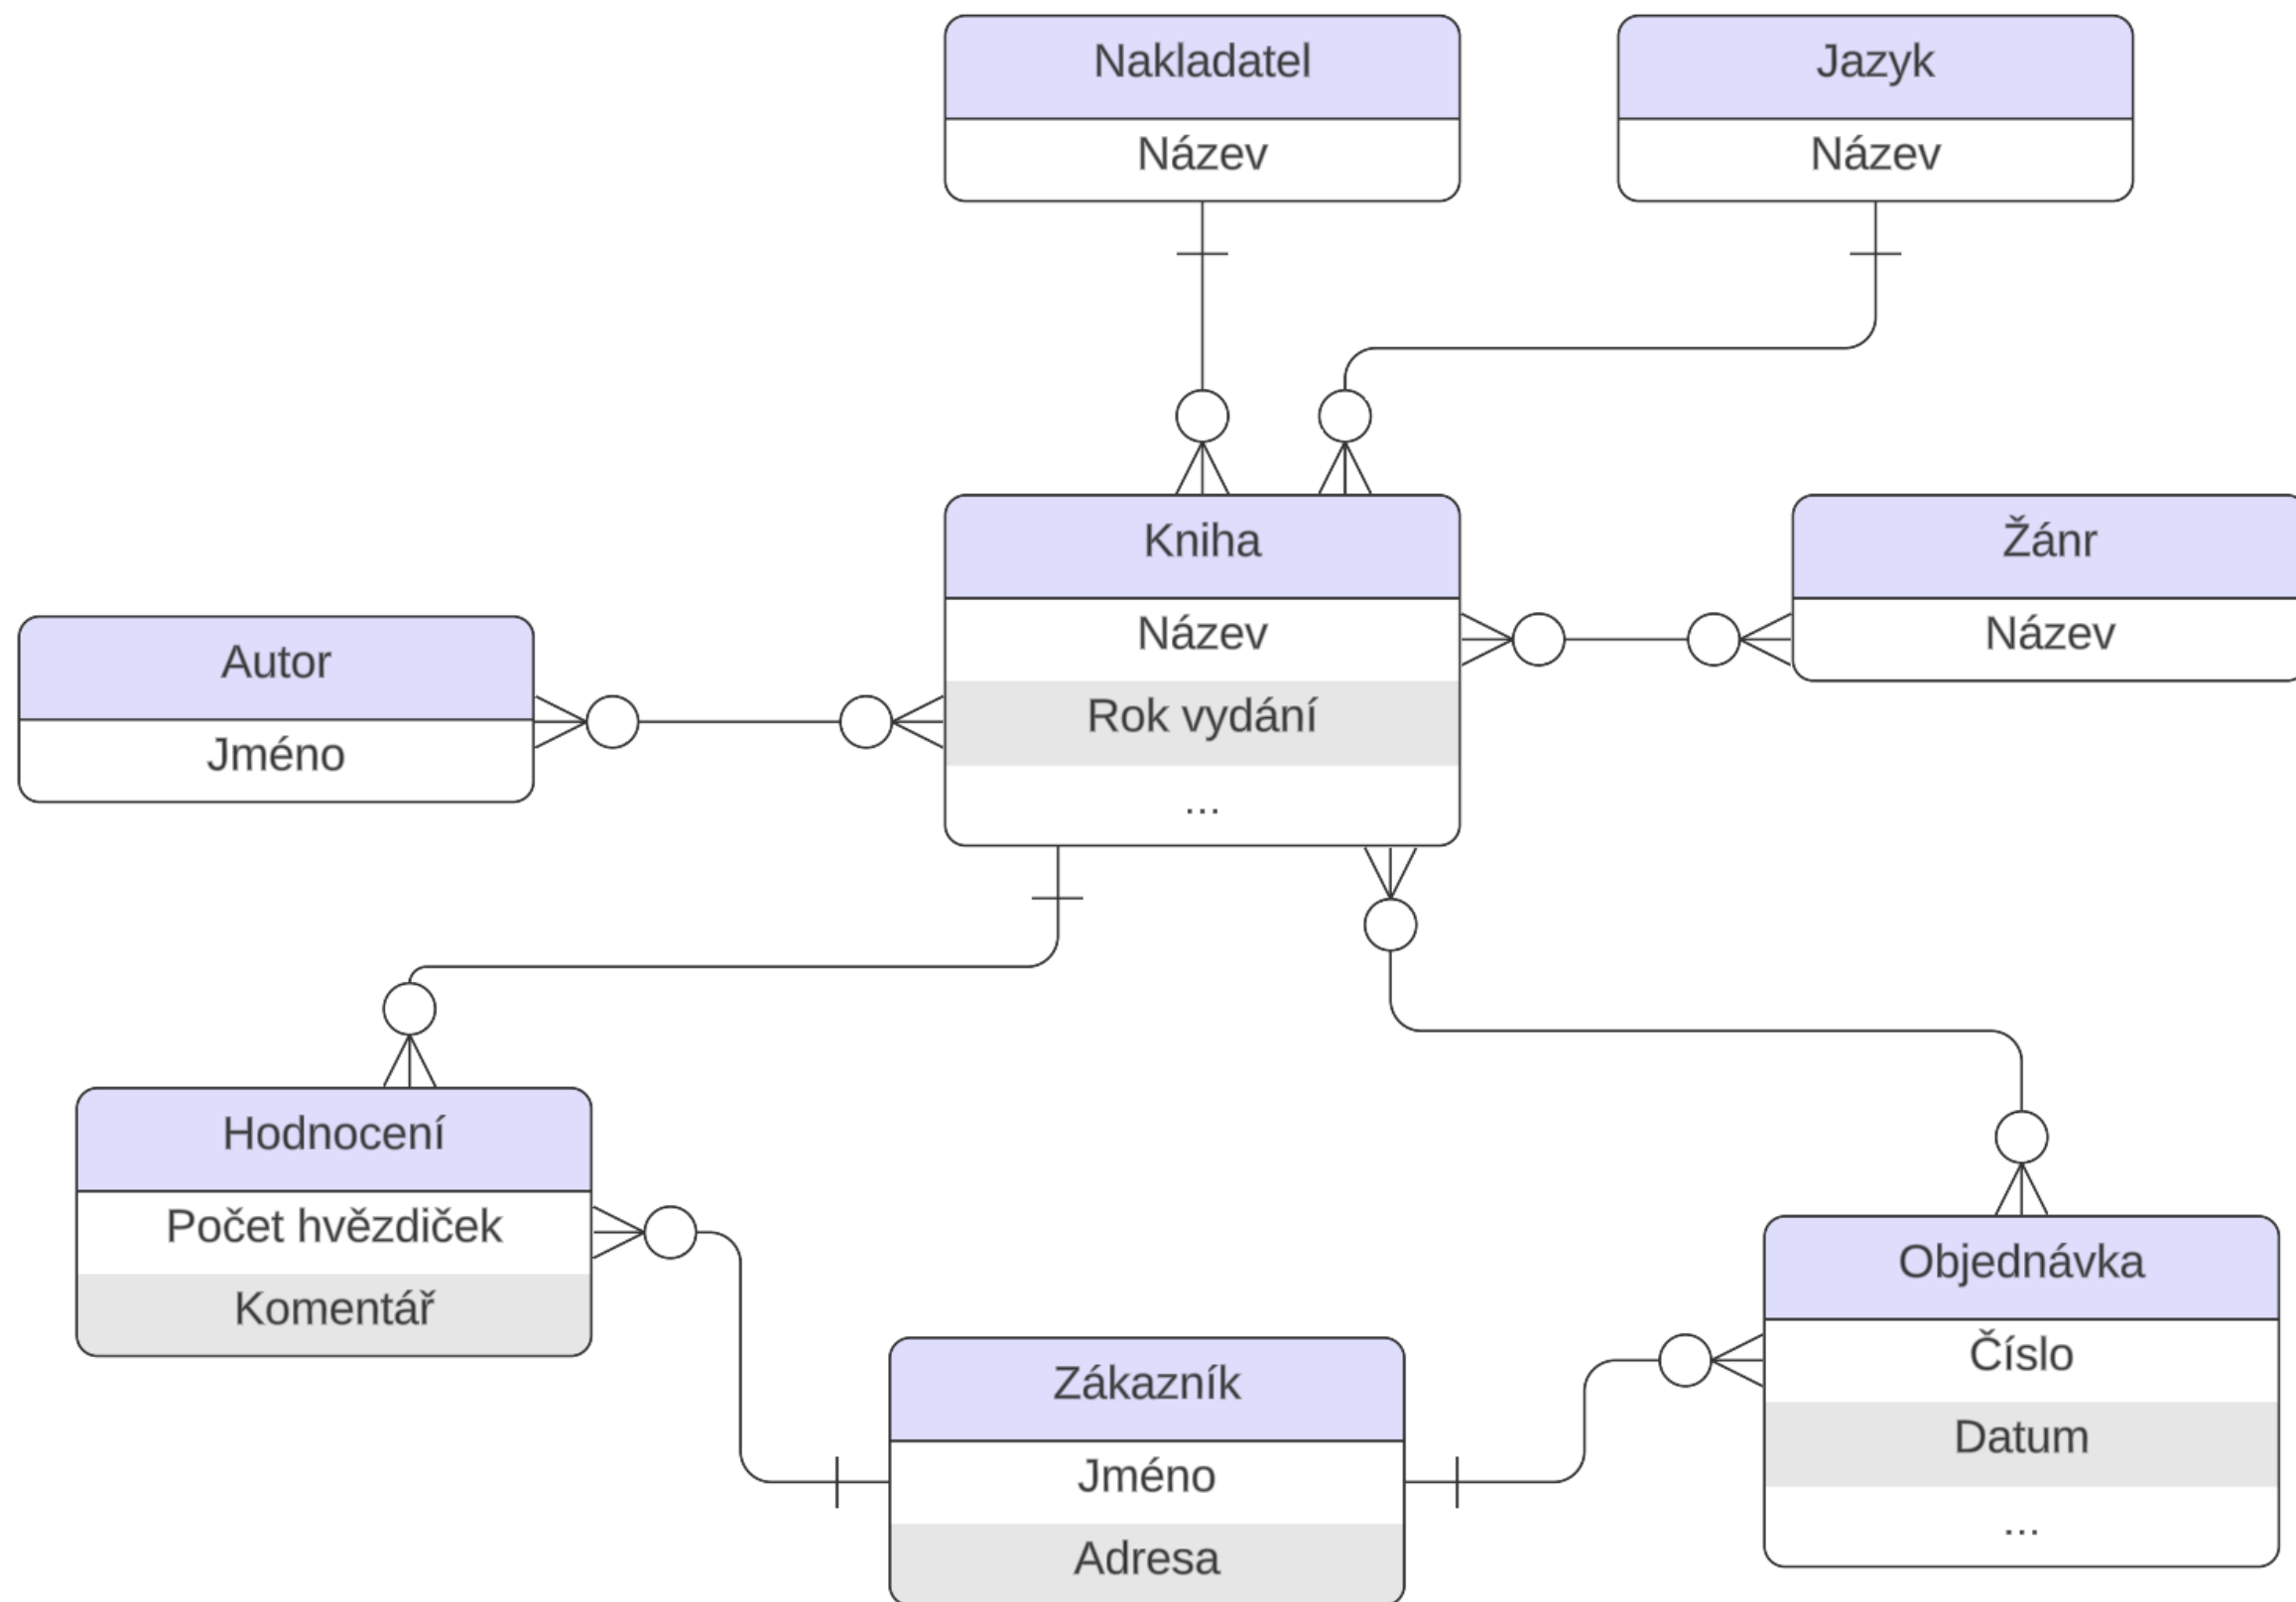 Nakladatel
Název
Jazyk
Název
Kniha
Název
Rok vydání
...
Žánr
Název
Autor
Jméno
Hodnocení
Počet hvězdiček
Komentář
Objednávka
Číslo
Datum
...
Zákazník
Jméno
Adresa